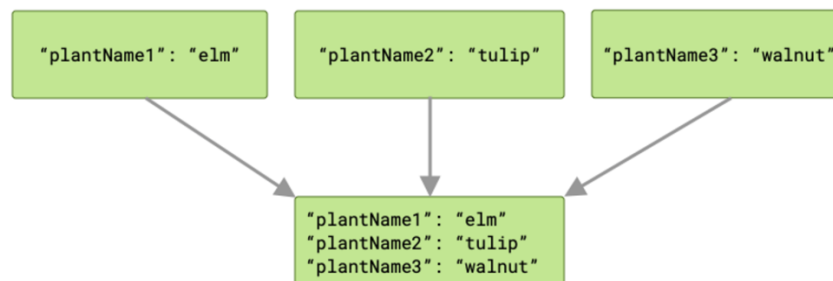 “plantName1”: “elm”
“plantName2”: “tulip”
“plantName3”: “walnut”
“plantName1”: “elm”
“plantName2”: “tulip”
“plantName3”: “walnut”